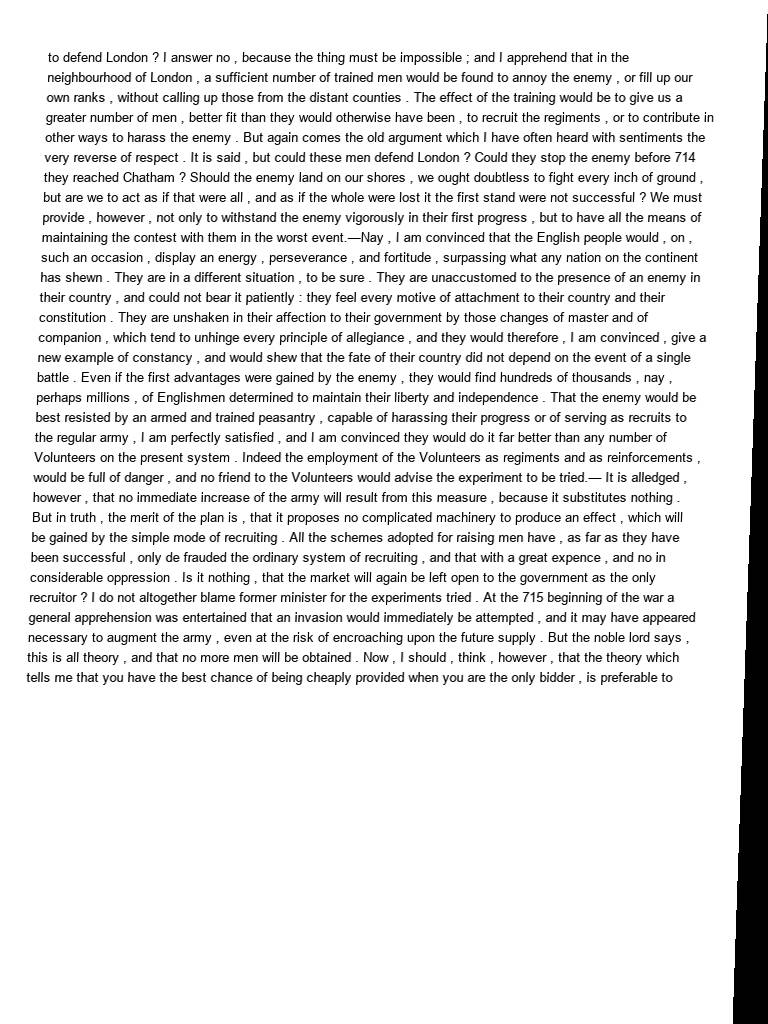 to defend London ? I answer no , because the thing must be impossible ; and I apprehend that in the
neighbourhood of London , a sufficient number of trained men would be found to annoy the enemy , or fill up our
own ranks , without calling up those from the distant counties . The effect of the training would be to give us a
greater number of men , better fit than they would otherwise have been , to recruit the regiments , or to contribute in
other ways to harass the enemy . But again comes the old argument which I have often heard with sentiments the
very reverse of respect . It is said , but could these men defend London ? Could they stop the enemy before 714
they reached Chatham ? Should the enemy land on our shores , we ought doubtless to fight every inch of ground ,
but are we to act as if that were all , and as if the whole were lost it the first stand were not successful ? We must
provide , however , not only to withstand the enemy vigorously in their first progress , but to have all the means of
maintaining the contest with them in the worst event.—Nay , I am convinced that the English people would , on ,
such an occasion , display an energy , perseverance , and fortitude , surpassing what any nation on the continent
has shewn . They are in a different situation , to be sure . They are unaccustomed to the presence of an enemy in
their country , and could not bear it patiently : they feel every motive of attachment to their country and their
constitution . They are unshaken in their affection to their government by those changes of master and of
companion , which tend to unhinge every principle of allegiance , and they would therefore , I am convinced , give a
new example of constancy , and would shew that the fate of their country did not depend on the event of a single
battle . Even if the first advantages were gained by the enemy , they would find hundreds of thousands , nay ,
perhaps millions , of Englishmen determined to maintain their liberty and independence . That the enemy would be
best resisted by an armed and trained peasantry , capable of harassing their progress or of serving as recruits to
the regular army , I am perfectly satisfied , and I am convinced they would do it far better than any number of
Volunteers on the present system . Indeed the employment of the Volunteers as regiments and as reinforcements ,
would be full of danger , and no friend to the Volunteers would advise the experiment to be tried.— It is alledged ,
however , that no immediate increase of the army will result from this measure , because it substitutes nothing .
But in truth , the merit of the plan is , that it proposes no complicated machinery to produce an effect , which will
be gained by the simple mode of recruiting . All the schemes adopted for raising men have , as far as they have
been successful , only de frauded the ordinary system of recruiting , and that with a great expence , and no in
considerable oppression . Is it nothing , that the market will again be left open to the government as the only
recruitor ? I do not altogether blame former minister for the experiments tried . At the 715 beginning of the war a
general apprehension was entertained that an invasion would immediately be attempted , and it may have appeared
necessary to augment the army , even at the risk of encroaching upon the future supply . But the noble lord says ,
this is all theory , and that no more men will be obtained . Now , I should , think , however , that the theory which
tells me that you have the best chance of being cheaply provided when you are the only bidder , is preferable to